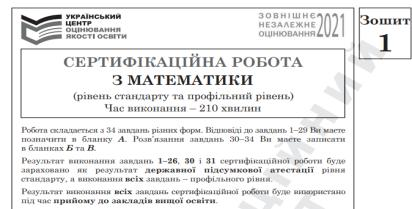 УКРАЇНСЬКИЙ
ЦЕНТР
ОЦІНЮВАННЯ
ЯКОСТІ ОСВІТИ
ЗОВНІШНЄ
НЕЗАЛЕЖНЕ
ОЦІНЮВАННЯ 2021
Зошит
1
СЕРТИФІКАЦІЙНА РОБОТА
З МАТЕМАТИКИ
(рівень стандарту та профільний рівень)
Час виконання – 210 хвилин
Робота складається з 34 завдань різних форм. Відповіді до завдань 1–29 Ви маєте
позначити в бланку А. Розв’язання завдань 30–34 Ви маєте записати
в бланках Б та В.
Результат виконання завдань 1–26, 30 і 31 сертифікаційної роботи буде
зараховано як результат державної підсумкової атестації рівня
стандарту, а виконання всіх завдань – профільного рівня.
Результат виконання всіх завдань сертифікаційної роботи буде використано
під час прийому до закладів вищої освіти.